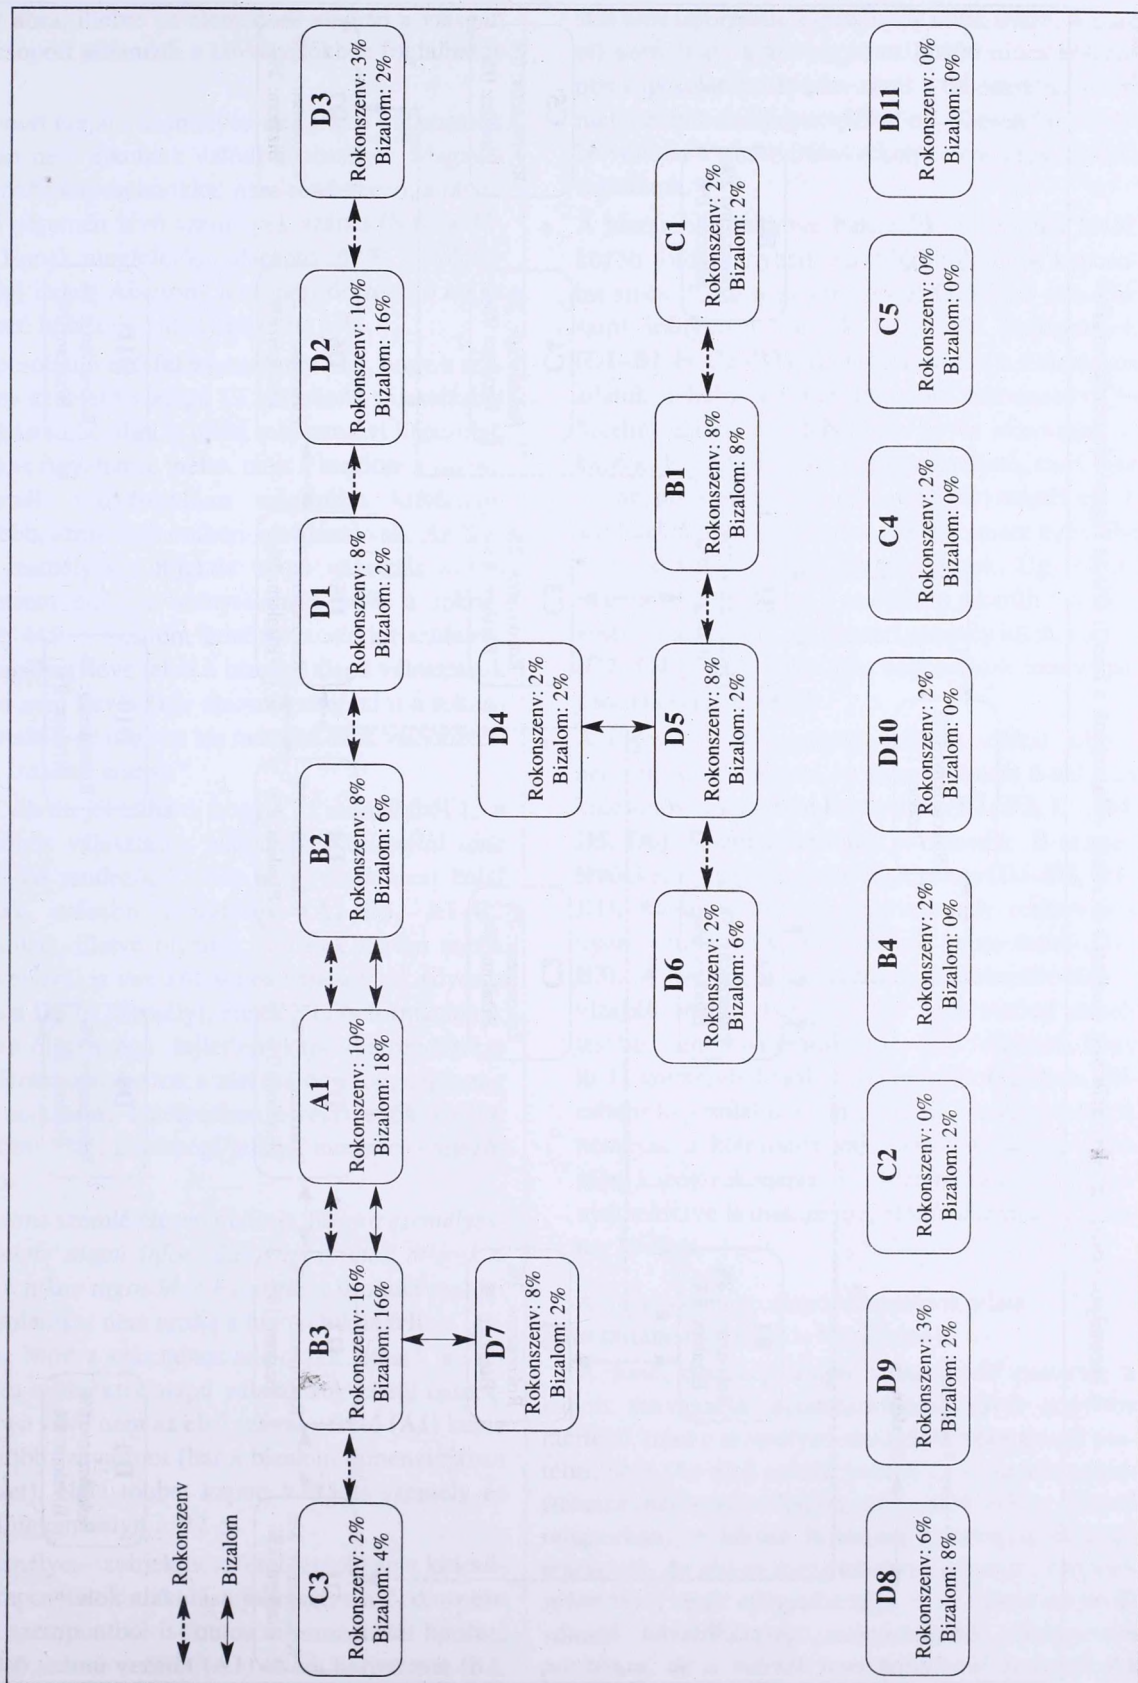 Rokonszenv
Bizalom
C3
Rokonszenv: 2%
Bizalom: 4%
B3
Rokonszenv: 16%
Bizalom: 16%
A1
Rokonszenv: 10%
Bizalom: 18%
B2
Rokonszenv: 8%
Bizalom: 6%
D1
Rokonszenv: 8%
Bizalom: 2%
D2
Rokonszenv: 10%
Bizalom: 16%
D3
Rokonszenv: 3%
Bizalom: 2%
D7
Rokonszenv: 8%
Bizalom: 2%
D4
Rokonszenv: 2%
Bizalom: 2%
D6
Rokonszenv: 2%
Bizalom: 6%
D5
Rokonszenv: 8%
Bizalom: 2%
B1
Rokonszenv: 8%
Bizalom: 8%
C1
Rokonszenv: 2%
Bizalom: 2%
D8
Rokonszenv: 6%
Bizalom: 8%
D9
Rokonszenv: 3%
Bizalom: 2%
C2
Rokonszenv: 0%
Bizalom: 2%
B4
Rokonszenv: 2%
Bizalom: 0%
D10
Rokonszenv: 2%
Bizalom: 0%
C4
Rokonszenv: 2%
Bizalom: 0%
C5
Rokonszenv: 0%
Bizalom: 0%
D11
Rokonszenv: 0%
Bizalom: 0%